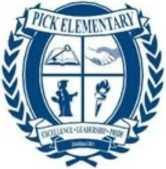 PICK ELEMENTARY
EXCELLENCE • LEADERSHIP • PRIDE